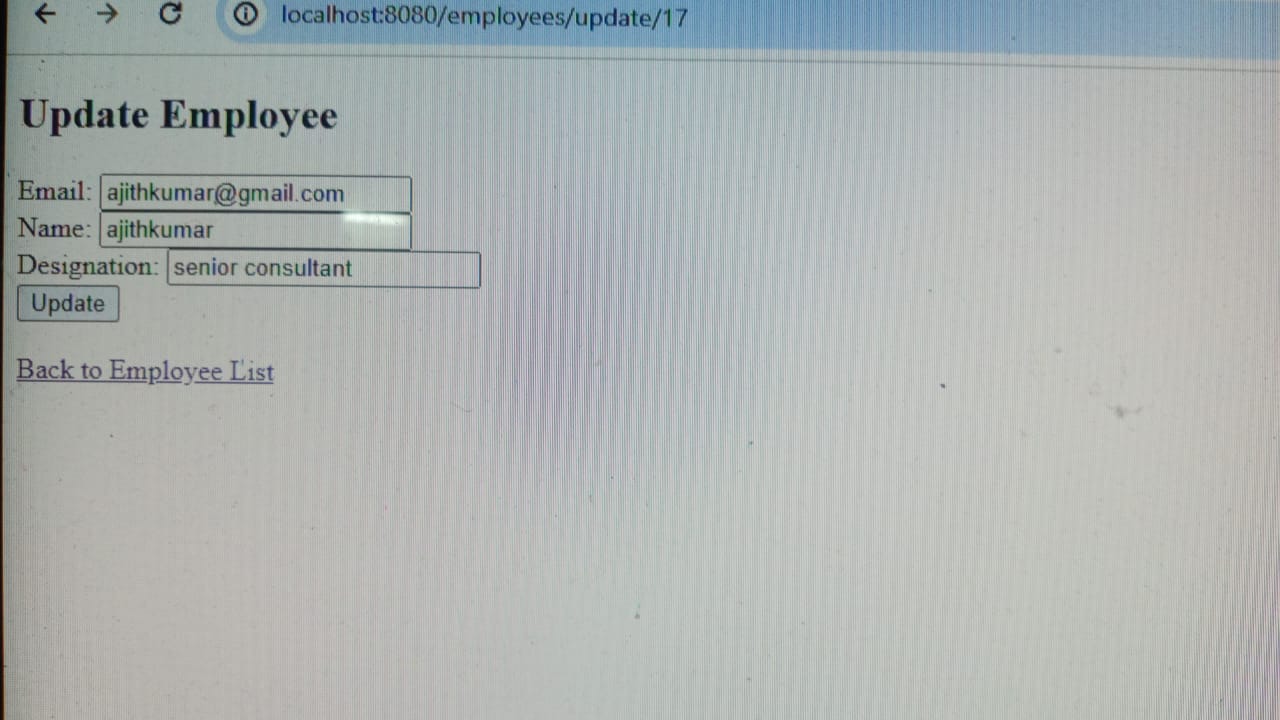 localhost:8080/employees/update/17
Update Employee
Email: ajithkumar@gmail.com
Name: ajithkumar
Designation: senior consultant
Update
Back to Employee List